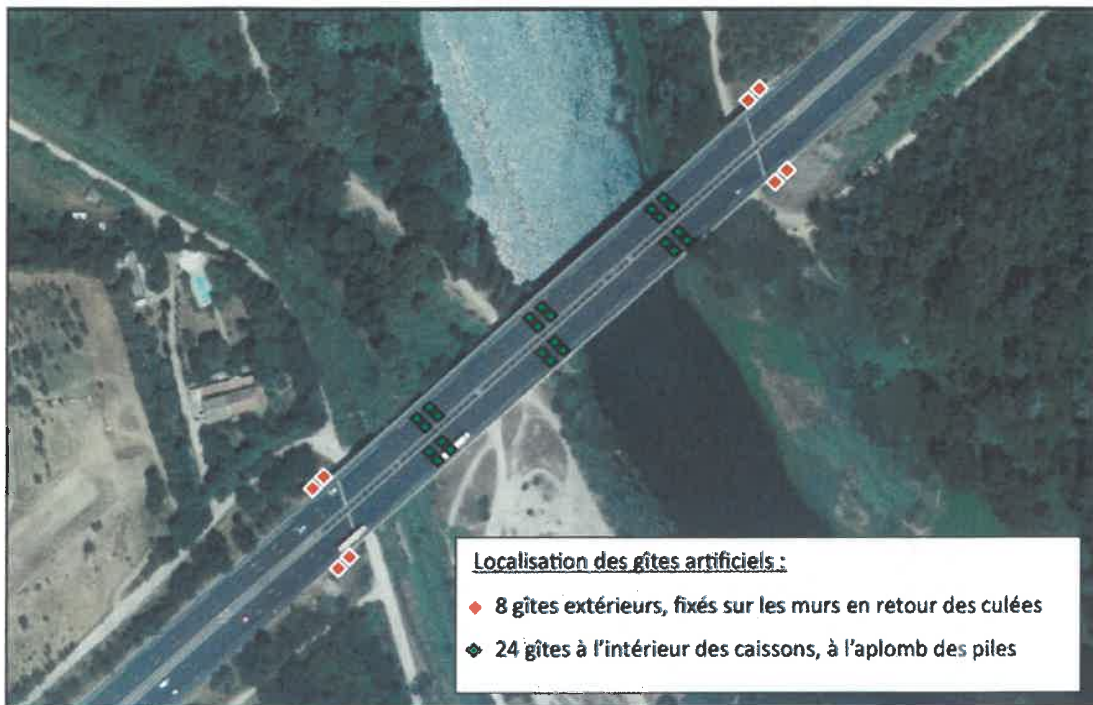 Localisation des gîtes artificiels :
8 gîtes extérieurs, fixés sur les murs en retour des culées
24 gîtes à l'intérieur des caissons, à l'aplomb des piles